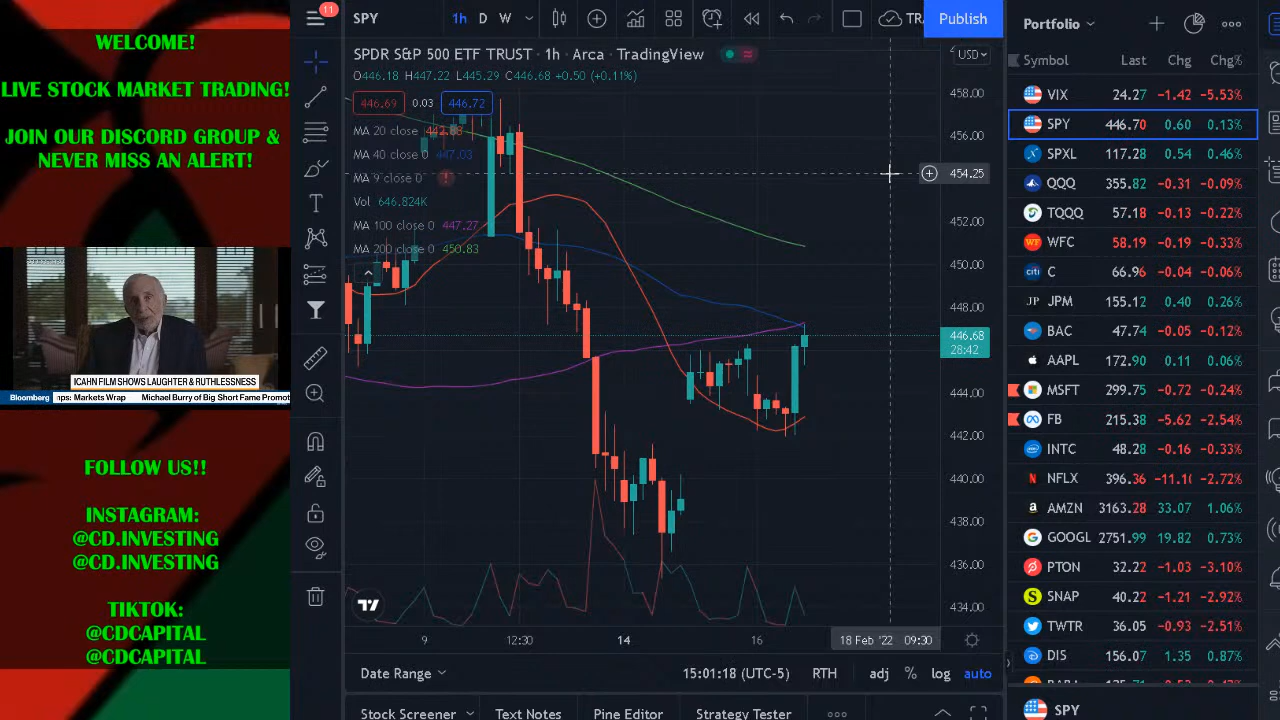 WELCOME!
LIVE STOCK MARKET TRADING!
JOIN OUR DISCORD GROUP &
NEVER MISS AN ALERT!
ICAHN FILM SHOWS LAUGHTER & RUTHLESSNESS
Bloomberg
Markets Wrap Michael Burry of Big Short Fame
FOLLOW US!!
INSTAGRAM:
@CD.INVESTING
@CD.INVESTING
TIKTOK:
@CDCAPITAL
@CDCAPITAL
11
SPY
1h D W
Publish
SPDR S&P 500 ETF TRUST · 1h · Arca · TradingView
USD
O446.18 H447.22 L445.29 C446.68 +0.50 (+0.11%)
446.69 0.03 446.72
MA 20 close 0
MA 40 close 0 447.03
MA 9 close 0 !
Vol 646.824K
MA 100 close 0 447.27
MA 200 close 0 450.83
458.00
456.00
454.25
452.00
450.00
448.00
446.68
28:42
444.00
442.00
440.00
438.00
436.00
434.00
9 12:30 14 16 18 Feb '22 09:30
Date Range 15:01:18 (UTC-5) RTH adj % log auto
Stock Screener Text Notes Pine Editor Strategy Tester
Portfolio
Symbol Last Chg Chg%
VIX 24.27 -1.42 -5.53%
SPY 446.70 0.60 0.13%
SPXL 117.28 0.54 0.46%
QQQ 355.82 -0.31 -0.09%
TQQQ 57.18 -0.13 -0.22%
WF WFC 58.19 -0.19 -0.33%
citi C 66.96 -0.04 -0.06%
JP JPM 155.12 0.40 0.26%
BAC 47.74 -0.05 -0.12%
AAPL 172.90 0.11 0.06%
MSFT 299.75 -0.72 -0.24%
FB 215.38 -5.62 -2.54%
INTC 48.28 -0.16 -0.33%
N NFLX 396.36 -2.72%
a AMZN 3163.28 33.07 1.06%
G GOOGL 2751.99 19.82 0.73%
PTON 32.22 -1.03 -3.10%
S SNAP 40.22 -1.21 -2.92%
TWTR 36.05 -0.93 -2.51%
DIS 156.07 1.35 0.87%
SPY